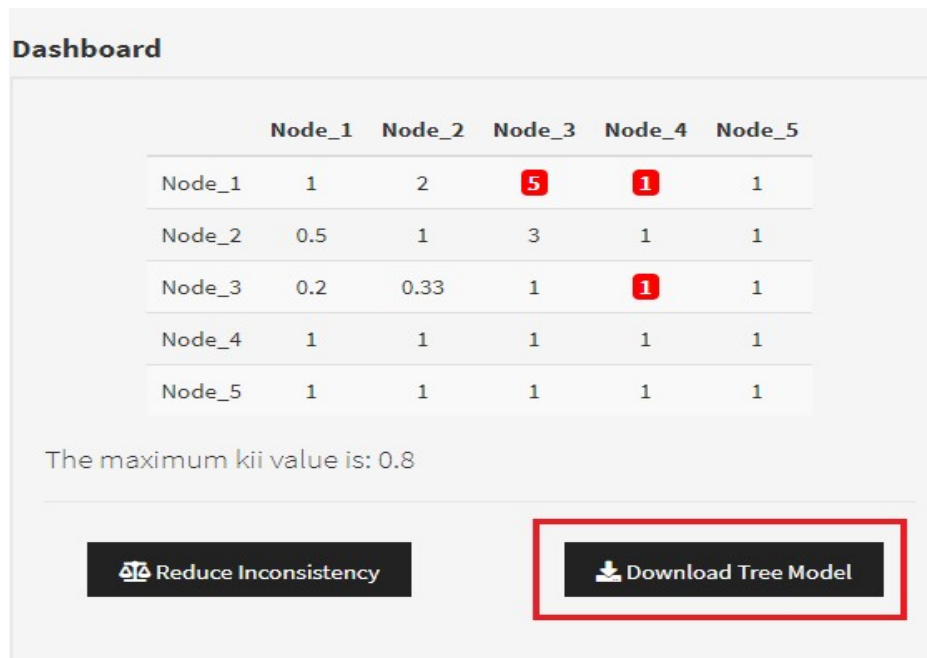 Dashboard
Node_1 Node_2 Node_3 Node_4 Node_5
Node_1 1 2 5 1 1
Node_2 0.5 1 3 1 1
Node_3 0.2 0.33 1 1 1
Node_4 1 1 1 1 1
Node_5 1 1 1 1 1
The maximum kii value is: 0.8
Reduce Inconsistency Download Tree Model